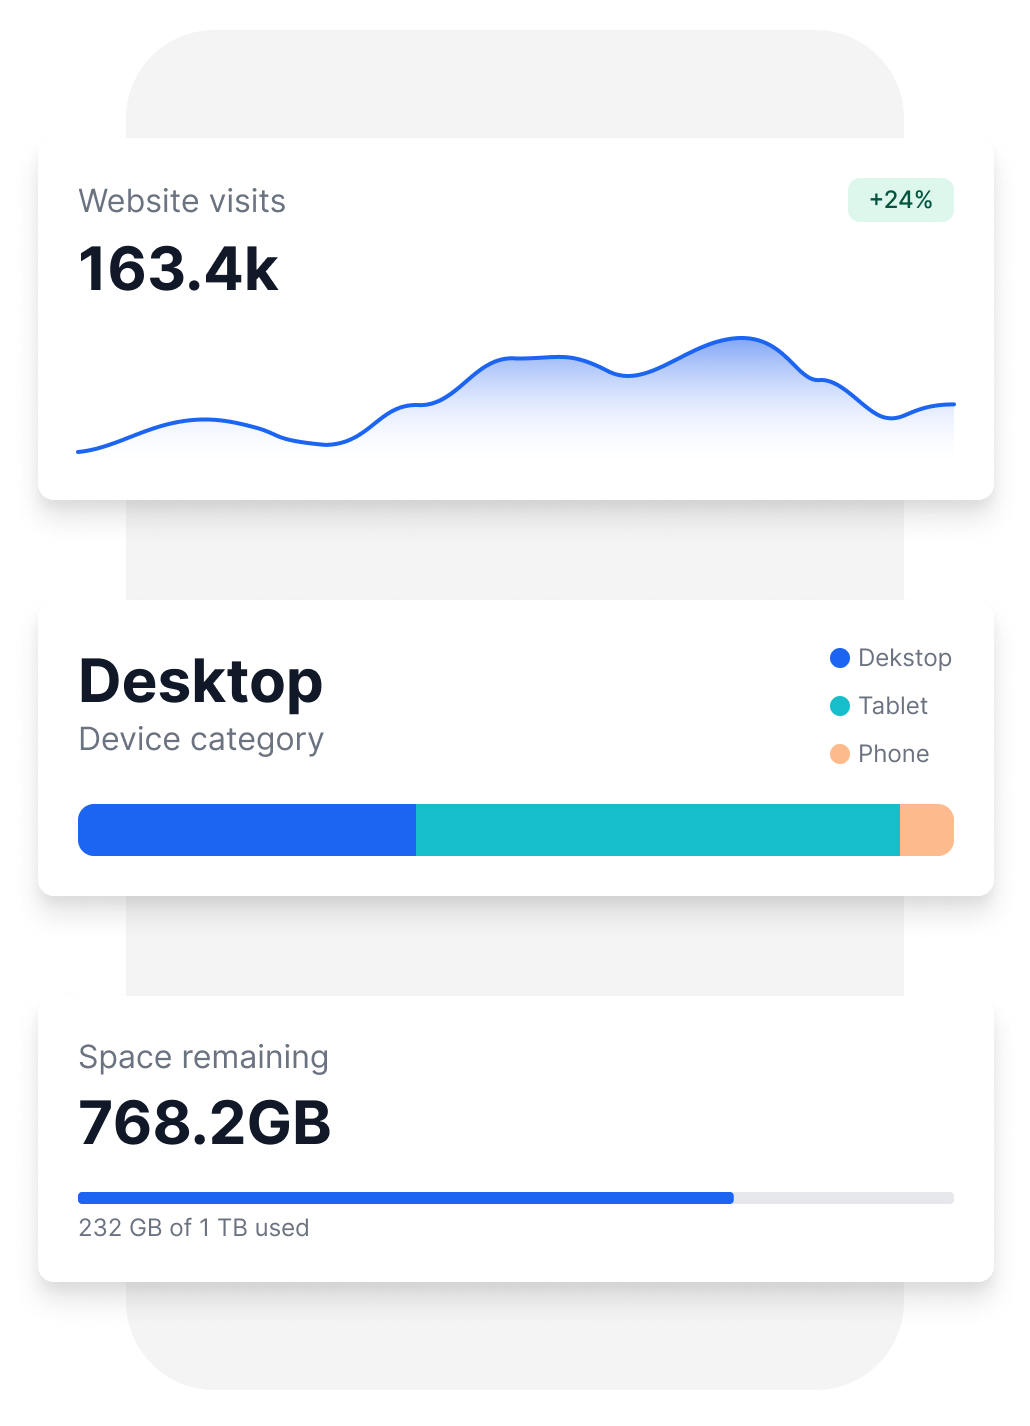 Website visits
+24%
163.4k
Desktop
Device category
Dekstop
Tablet
Phone
Space remaining
768.2GB
232 GB of 1 TB used